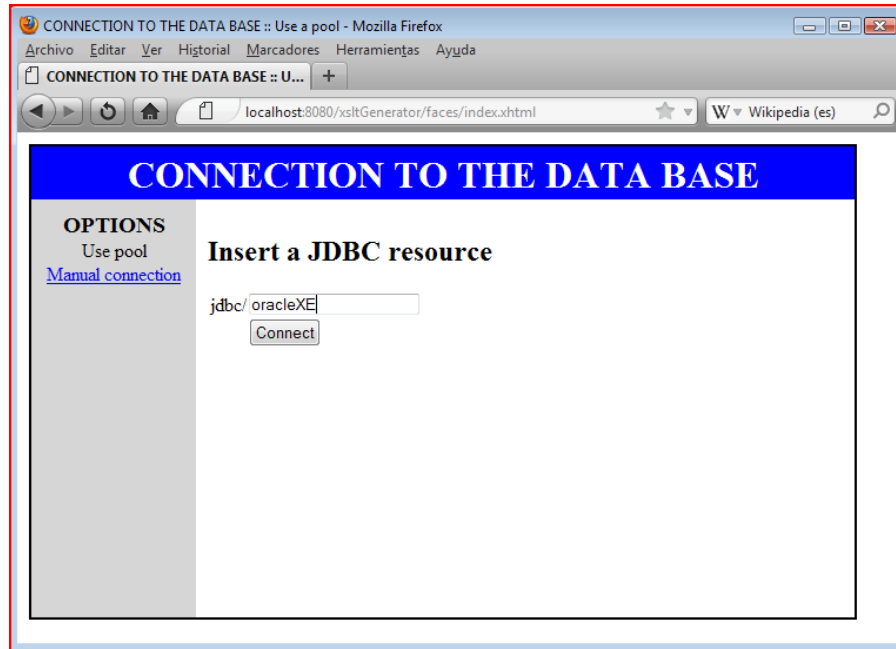 CONNECTION TO THE DATA BASE :: Use a pool - Mozilla Firefox
Archivo Editar Ver Historial Marcadores Herramientas Ayuda
CONNECTION TO THE DATA BASE :: U... +
localhost:8080/xsltGenerator/faces/index.xhtml W Wikipedia (es)
CONNECTION TO THE DATA BASE
OPTIONS
Use pool
Manual connection
Insert a JDBC resource
jdbc/ oracleXE
Connect